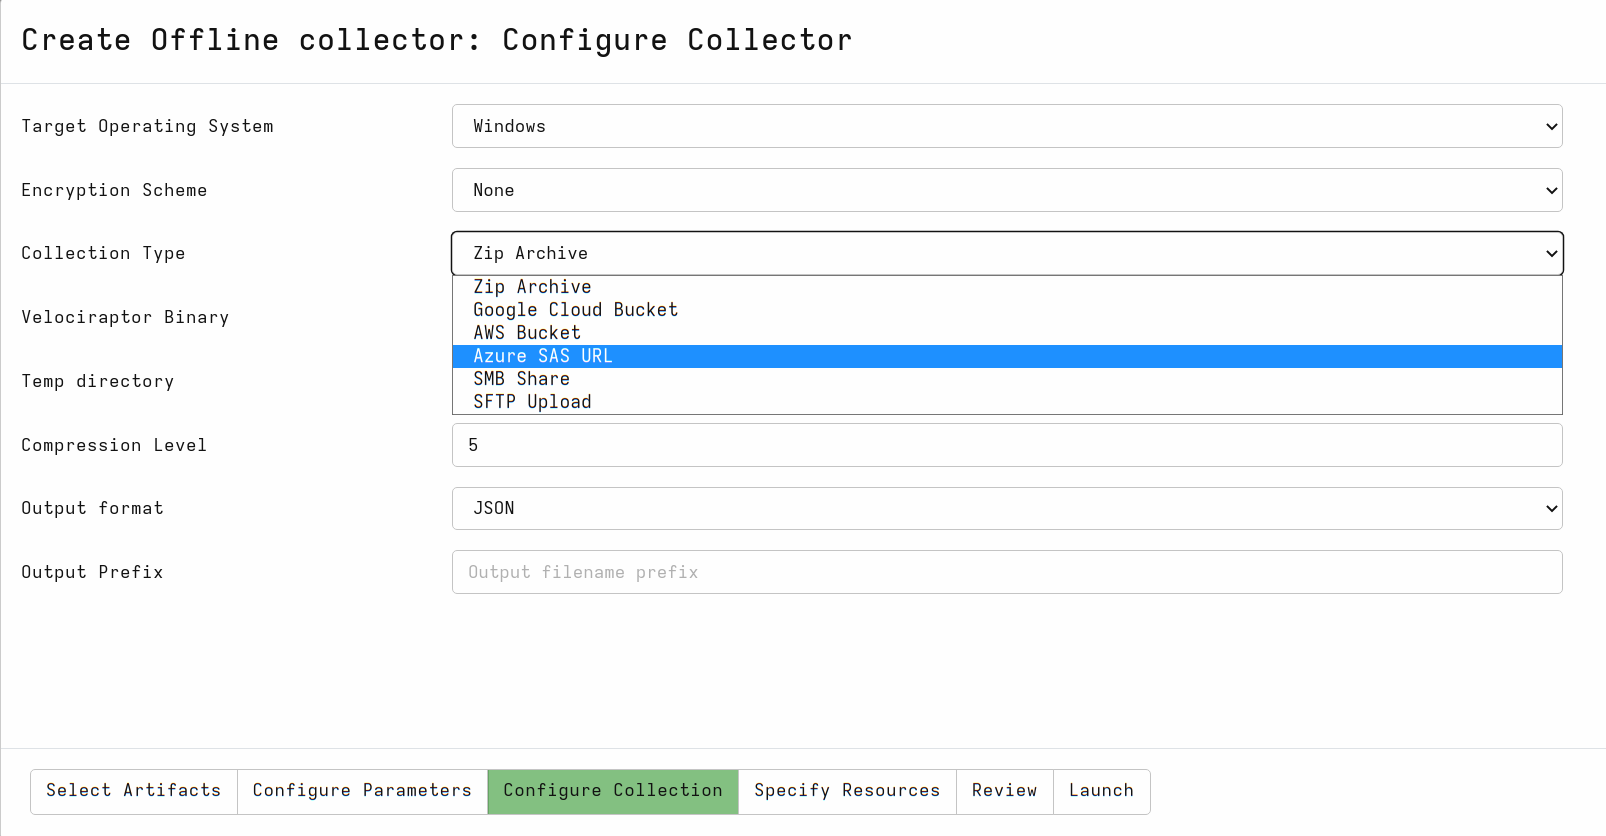 Create Offline collector: Configure Collector
Target Operating System
Windows
Encryption Scheme
None
Collection Type
Zip Archive
Zip Archive
Google Cloud Bucket
AWS Bucket
Azure SAS URL
SMB Share
SFTP Upload
Velociraptor Binary
Temp directory
Compression Level
5
Output format
JSON
Output Prefix
Output filename prefix
Select Artifacts
Configure Parameters
Configure Collection
Specify Resources
Review
Launch